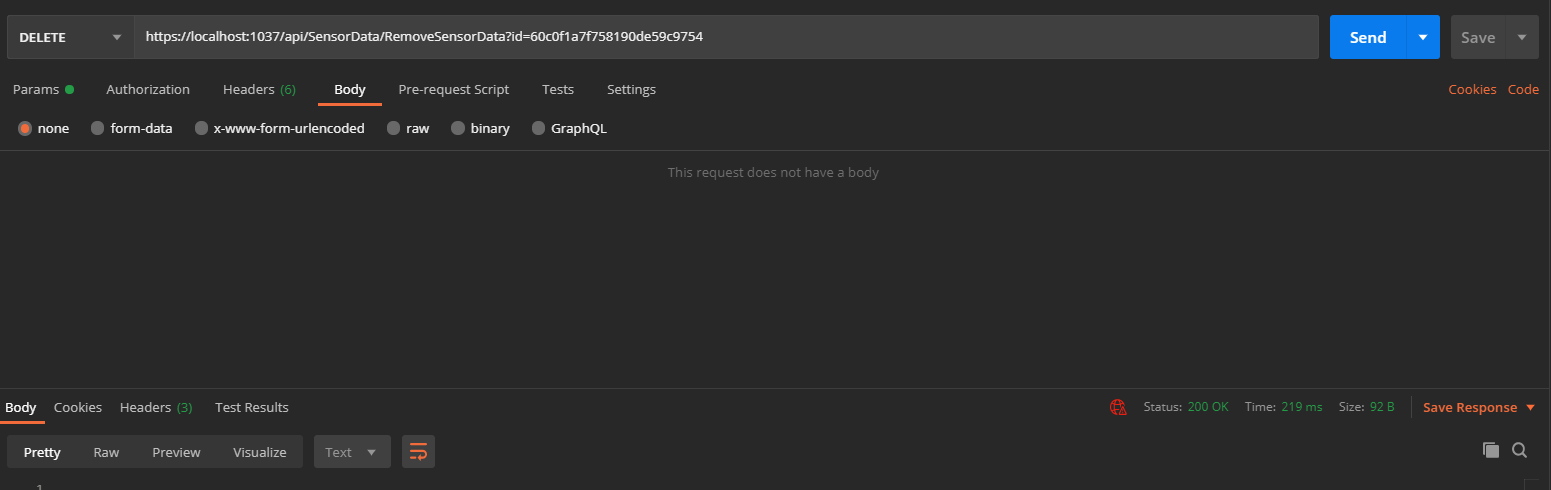 DELETE https://localhost:1037/api/SensorData/RemoveSensorData?id=60c0f1a7f758190de59c9754 Send Save
Params Authorization Headers (6) Body Pre-request Script Tests Settings Cookies Code
none form-data x-www-form-urlencoded raw binary GraphQL
This request does not have a body
Body Cookies Headers (3) Test Results Status: 200 OK Time: 219 ms Size: 92 B Save Response
Pretty Raw Preview Visualize Text
1